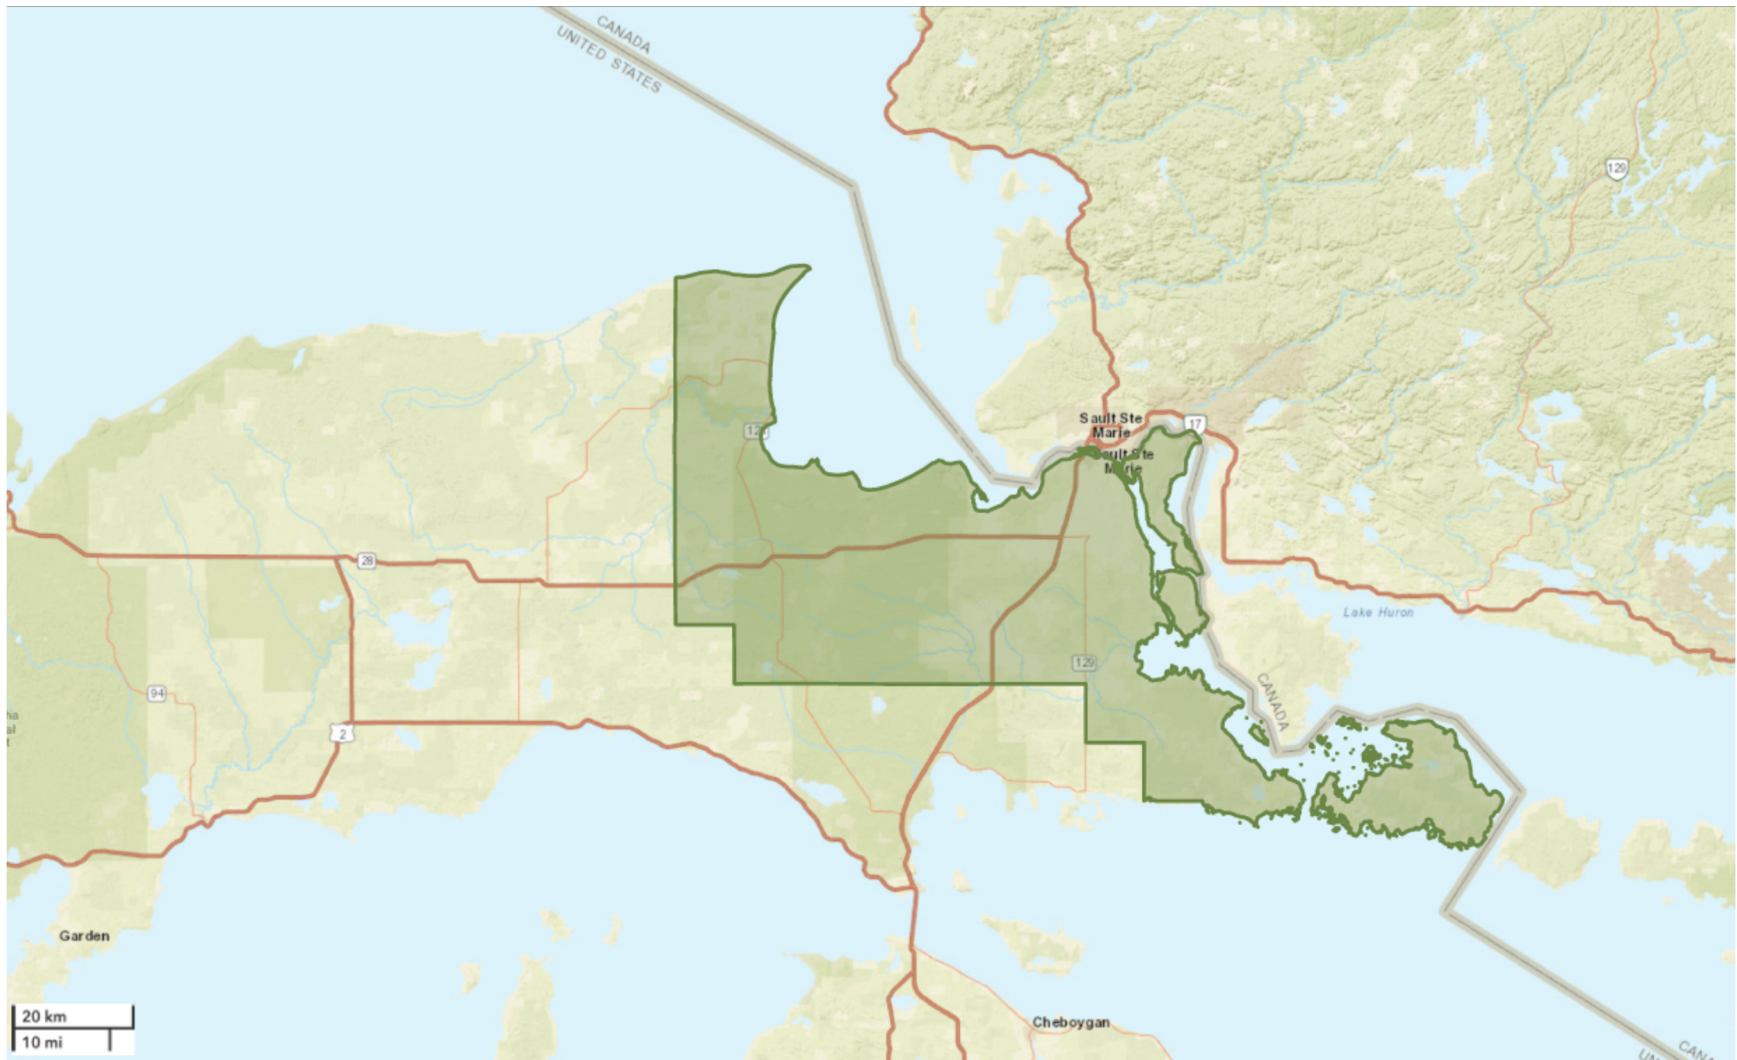 CANADA
UNITED STATES
129
Sault Ste
Marie
17
Sault Ste
Marie
123
28
Lake Huron
129
94
CANADA
2
Garden
20 km
10 mi
Cheboygan